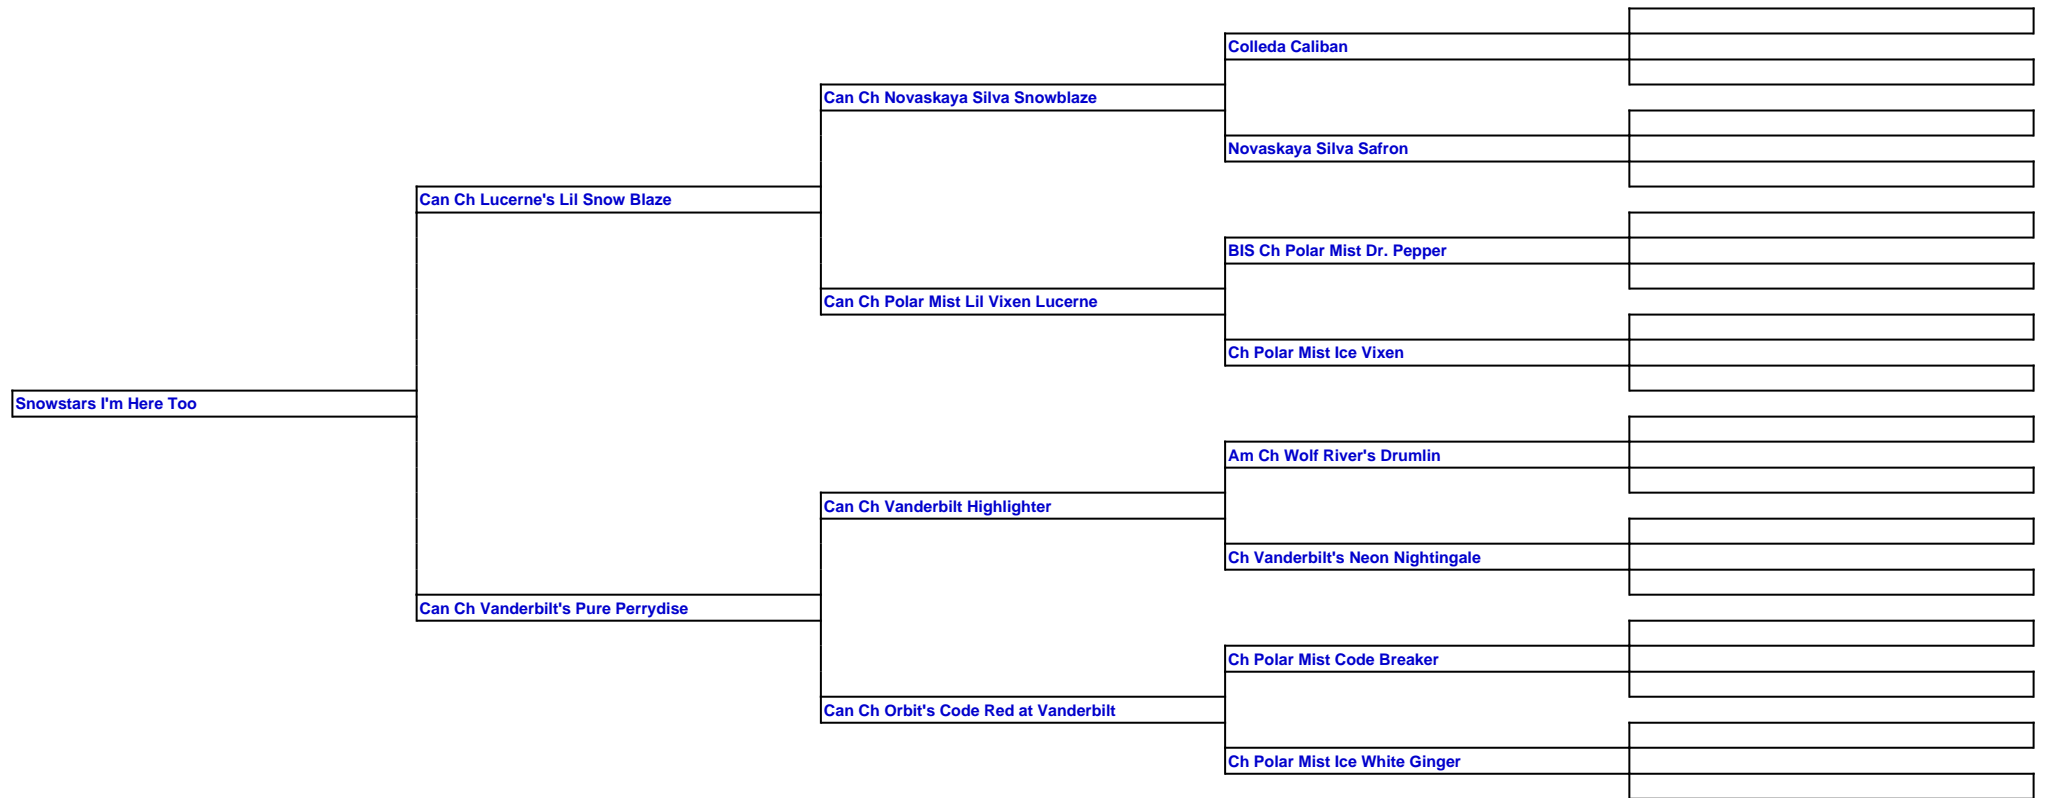 Colleda Caliban
Can Ch Novaskaya Silva Snowblaze
Novaskaya Silva Safron
Can Ch Lucerne's Lil Snow Blaze
BIS Ch Polar Mist Dr. Pepper
Can Ch Polar Mist Lil Vixen Lucerne
Ch Polar Mist Ice Vixen
Snowstars I'm Here Too
Am Ch Wolf River's Drumlin
Can Ch Vanderbilt Highlighter
Ch Vanderbilt's Neon Nightingale
Can Ch Vanderbilt's Pure Perrydise
Ch Polar Mist Code Breaker
Can Ch Orbit's Code Red at Vanderbilt
Ch Polar Mist Ice White Ginger